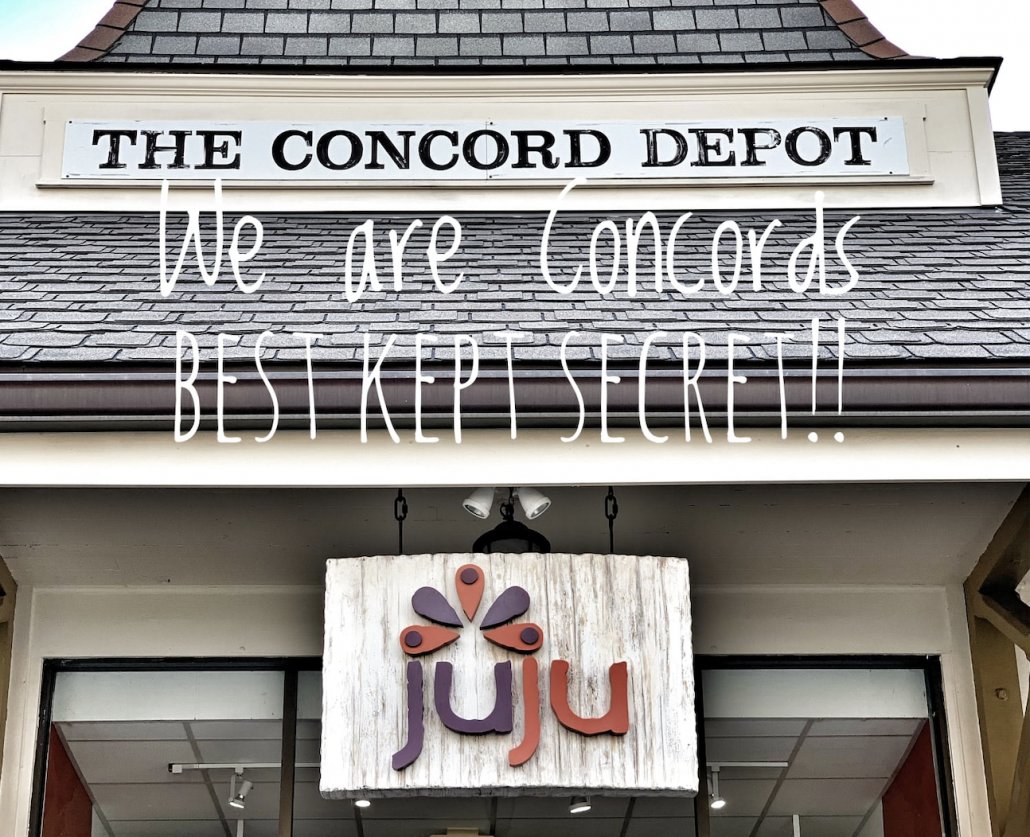 THE CONCORD DEPOT
We are Concords
BEST KEPT SECRET!!
juju